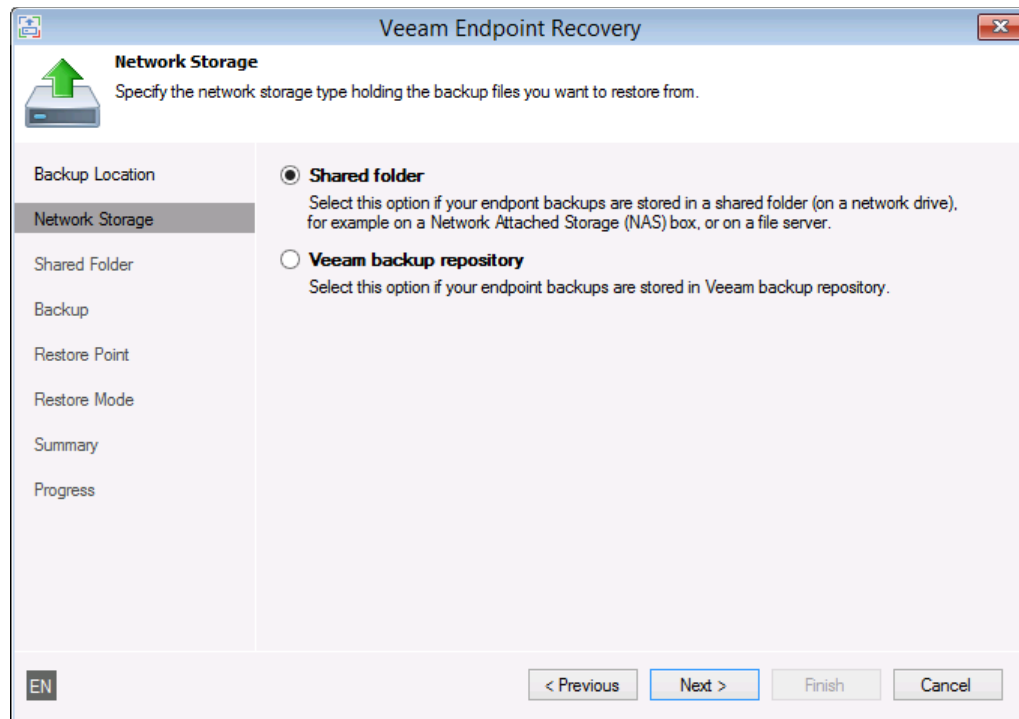 Veeam Endpoint Recovery
Network Storage
Specify the network storage type holding the backup files you want to restore from.
Backup Location
Network Storage
Shared Folder
Backup
Restore Point
Restore Mode
Summary
Progress
Shared folder
Select this option if your endpont backups are stored in a shared folder (on a network drive),
for example on a Network Attached Storage (NAS) box, or on a file server.
Veeam backup repository
Select this option if your endpoint backups are stored in Veeam backup repository.
EN
< Previous
Next >
Finish
Cancel